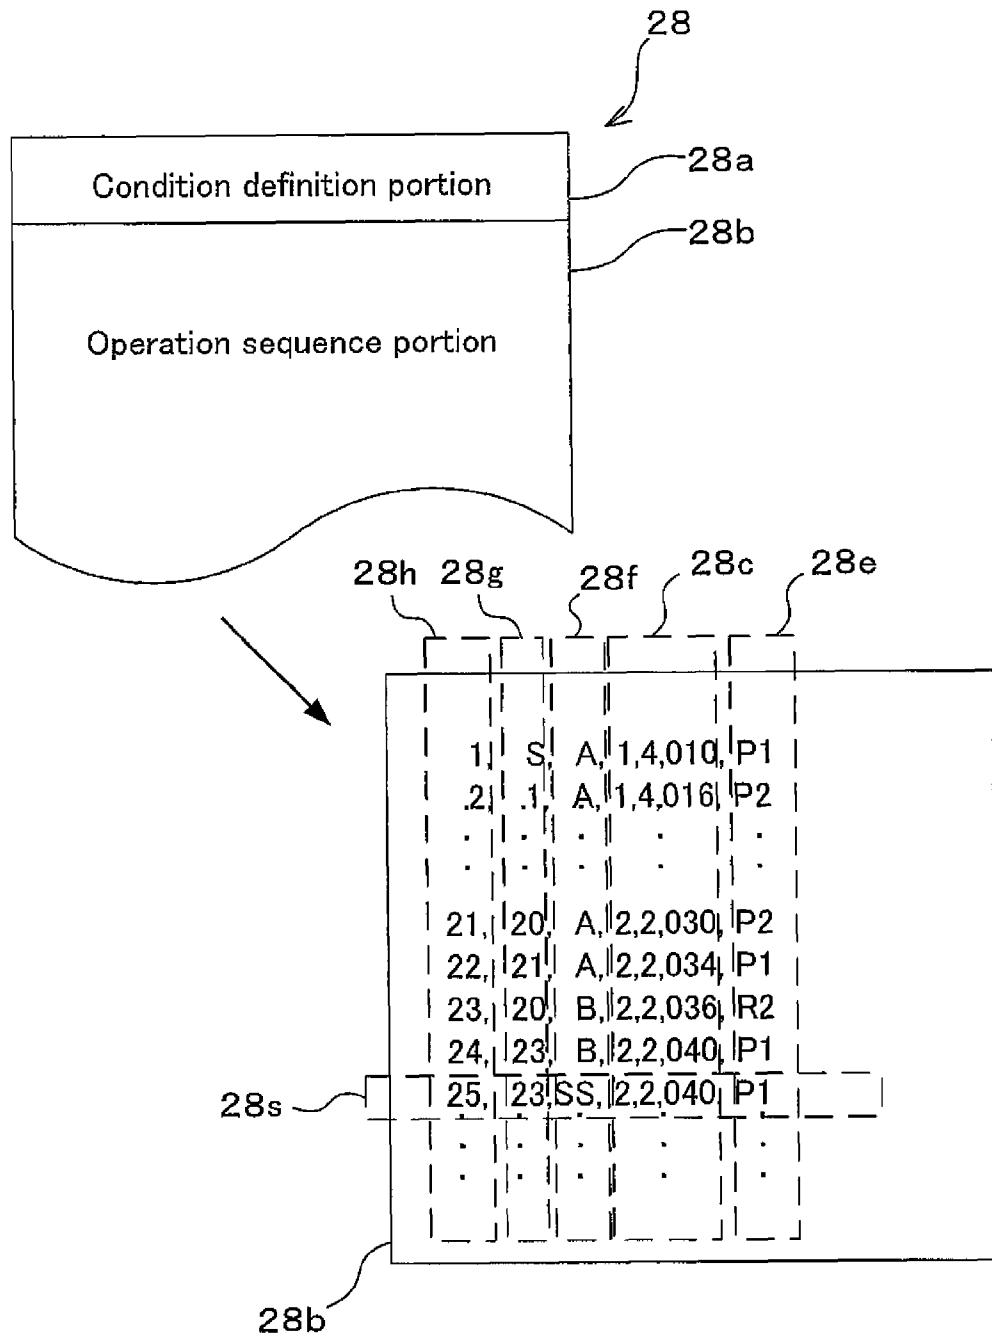 28
Condition definition portion
28a
28b
Operation sequence portion
28h 28g 28f 28c 28e
1, S, A, 1,4,010, P1
2, 1, A, 1,4,016, P2
21, 20, A, 2,2,030, P2
22, 21, A, 2,2,034, P1
23, 20, B, 2,2,036, R2
24, 23, B, 2,2,040, P1
28s
25, 23, SS, 2,2,040, P1
28b